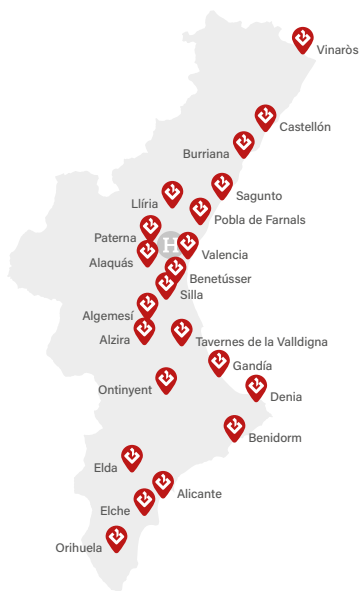 Vinaròs
Castellón
Burriana
Sagunto
Llíria
Pobla de Farnals
Paterna
H
Valencia
Alaquás
Benetússer
Silla
Algemesí
Alzira
Tavernes de la Valldigna
Gandía
Ontinyent
Denia
Benidorm
Elda
Alicante
Elche
Orihuela